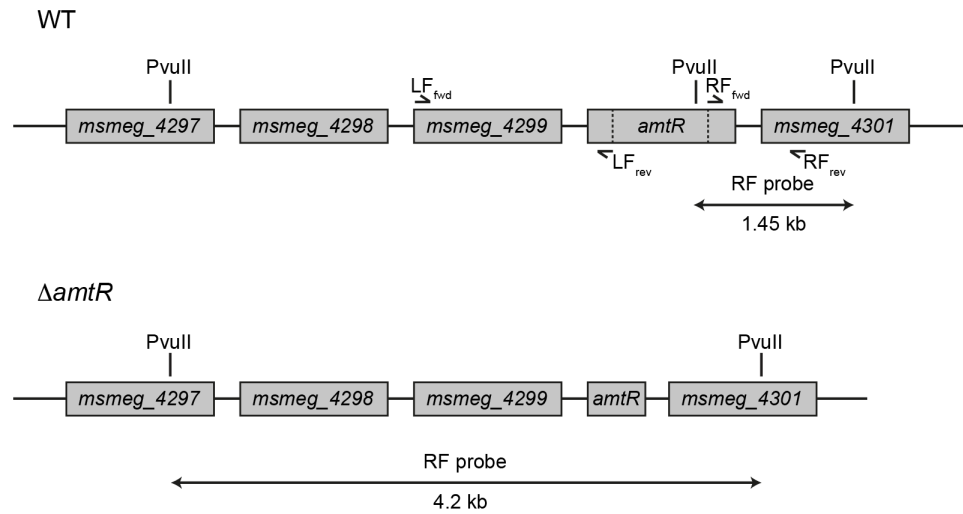 WT
PvuII PvuII PvuII
LFfwd RFfwd
msmeg_4297 msmeg_4298 msmeg_4299 amtR msmeg_4301
LFrev RFrev
RF probe
1.45 kb
ΔamtR
PvuII PvuII
msmeg_4297 msmeg_4298 msmeg_4299 amtR msmeg_4301
RF probe
4.2 kb